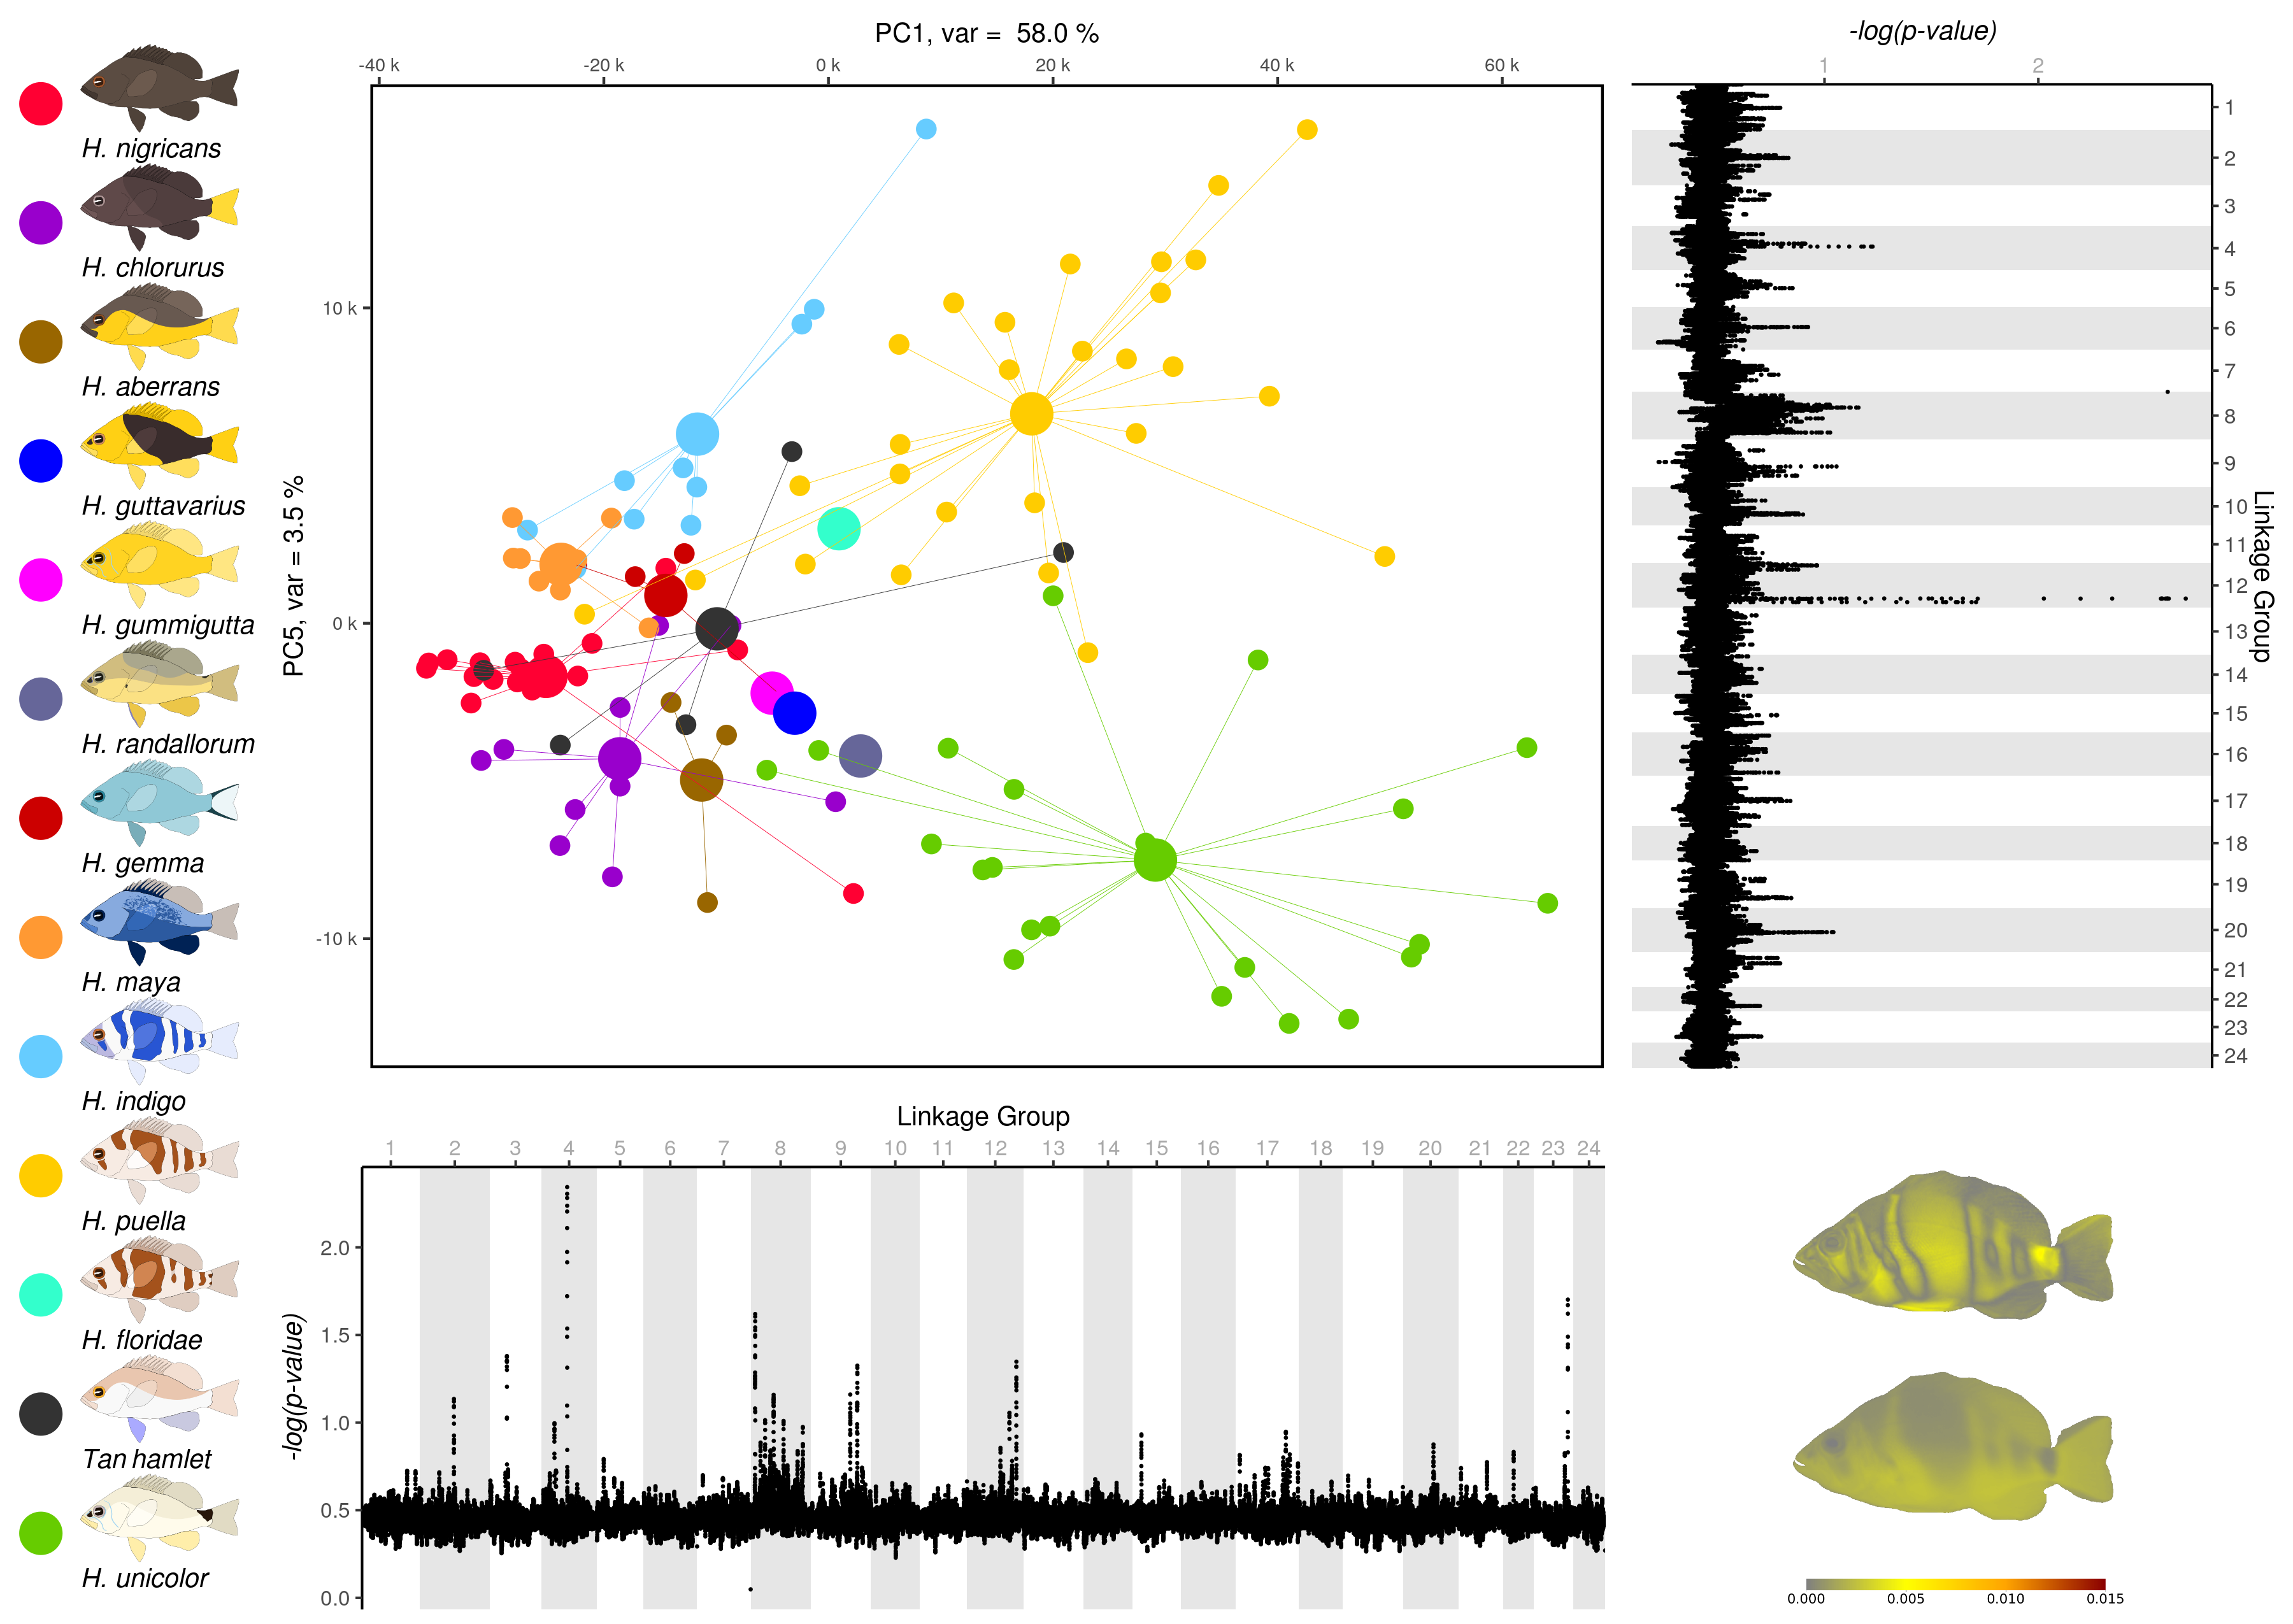 PC1, var =  58.0 %
-40 k -20 k 0 k 20 k 40 k 60 k
PC5, var = 3.5 %
10 k
0 k
-10 k
-log(p-value)
1 2
1
2
3
4
5
6
7
8
9
10
11
12
13
14
15
16
17
18
19
20
21
22
23
24
Linkage Group
H. nigricans
H. chlorurus
H. aberrans
H. guttavarius
H. gummigutta
H. randallorum
H. gemma
H. maya
H. indigo
H. puella
H. floridae
Tan hamlet
H. unicolor
Linkage Group
1 2 3 4 5 6 7 8 9 10 11 12 13 14 15 16 17 18 19 20 21 22 23 24
-log(p-value)
2.0
1.5
1.0
0.5
0.0
0.000 0.005 0.010 0.015